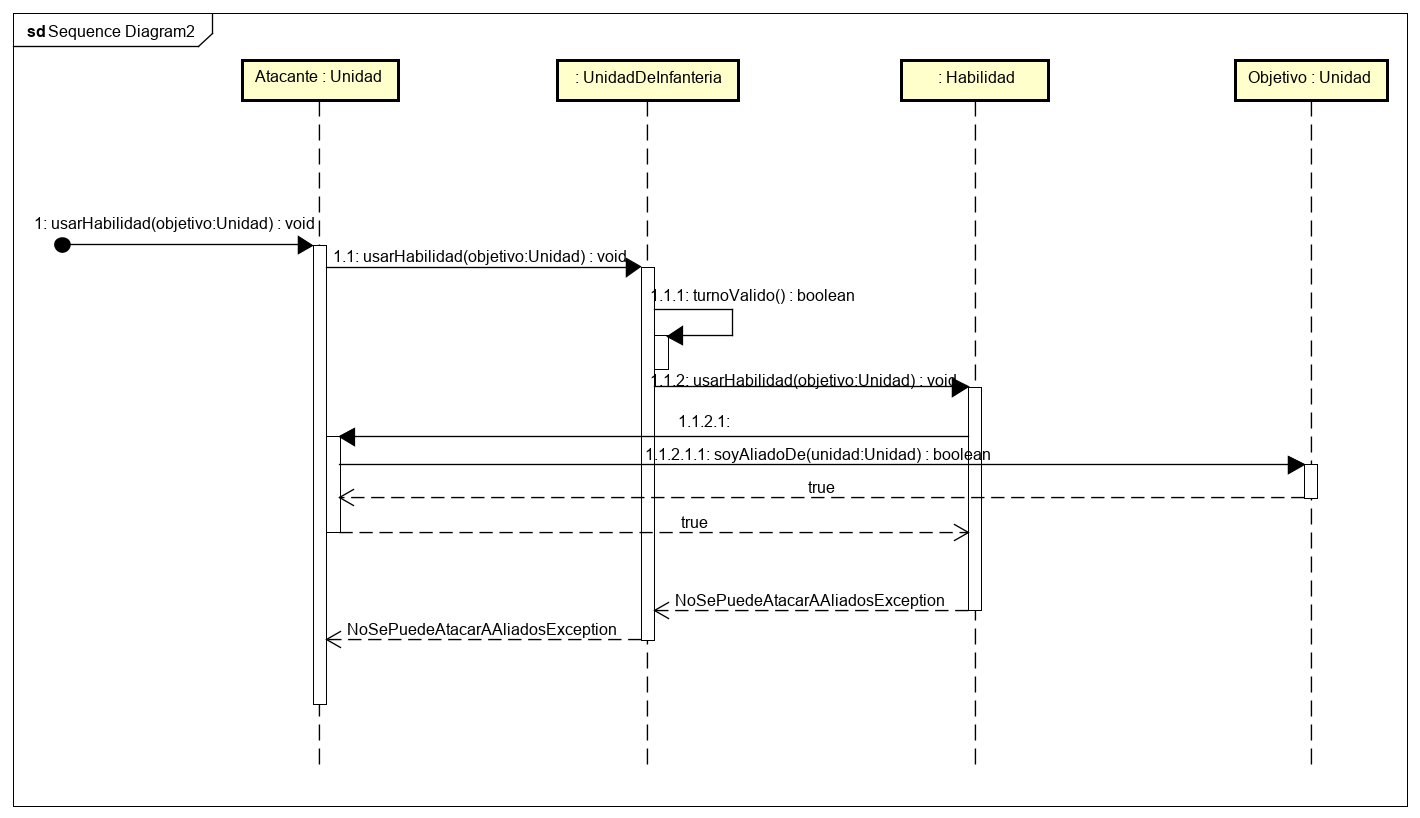 sd Sequence Diagram2
Atacante : Unidad
: UnidadDeInfanteria
: Habilidad
Objetivo : Unidad
1: usarHabilidad(objetivo:Unidad) : void
1.1: usarHabilidad(objetivo:Unidad) : void
1.1.1: turnoValido() : boolean
1.1.2: usarHabilidad(objetivo:Unidad) : void
1.1.2.1:
1.1.2.1.1: soyAliadoDe(unidad:Unidad) : boolean
true
true
NoSePuedeAtacarAAliadosException
NoSePuedeAtacarAAliadosException